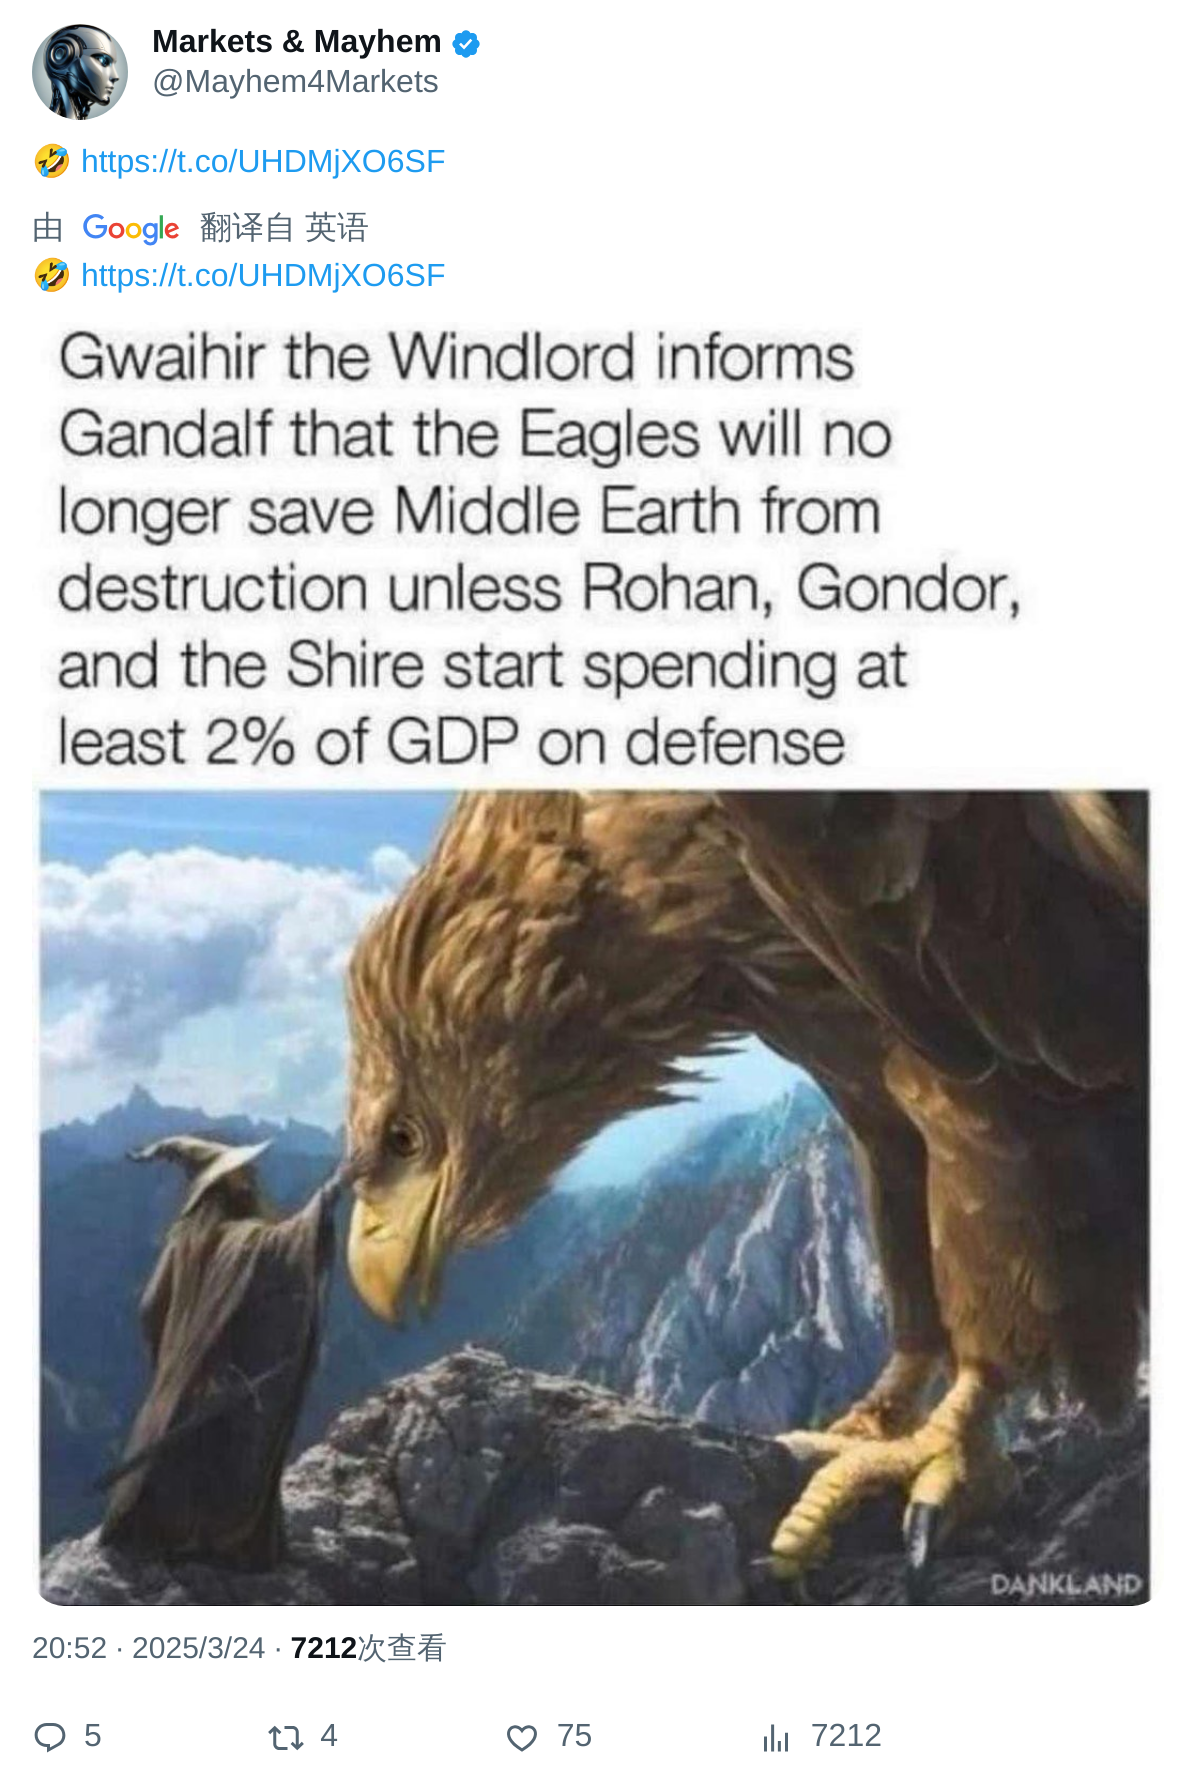 Markets & Mayhem
@Mayhem4Markets
🤣 https://t.co/UHDMjXO6SF
由 Google 翻译自 英语
🤣 https://t.co/UHDMjXO6SF
Gwaihir the Windlord informs
Gandalf that the Eagles will no
longer save Middle Earth from
destruction unless Rohan, Gondor,
and the Shire start spending at
least 2% of GDP on defense
DANKLAND
20:52 · 2025/3/24 · 7212次查看
5 4 75 7212